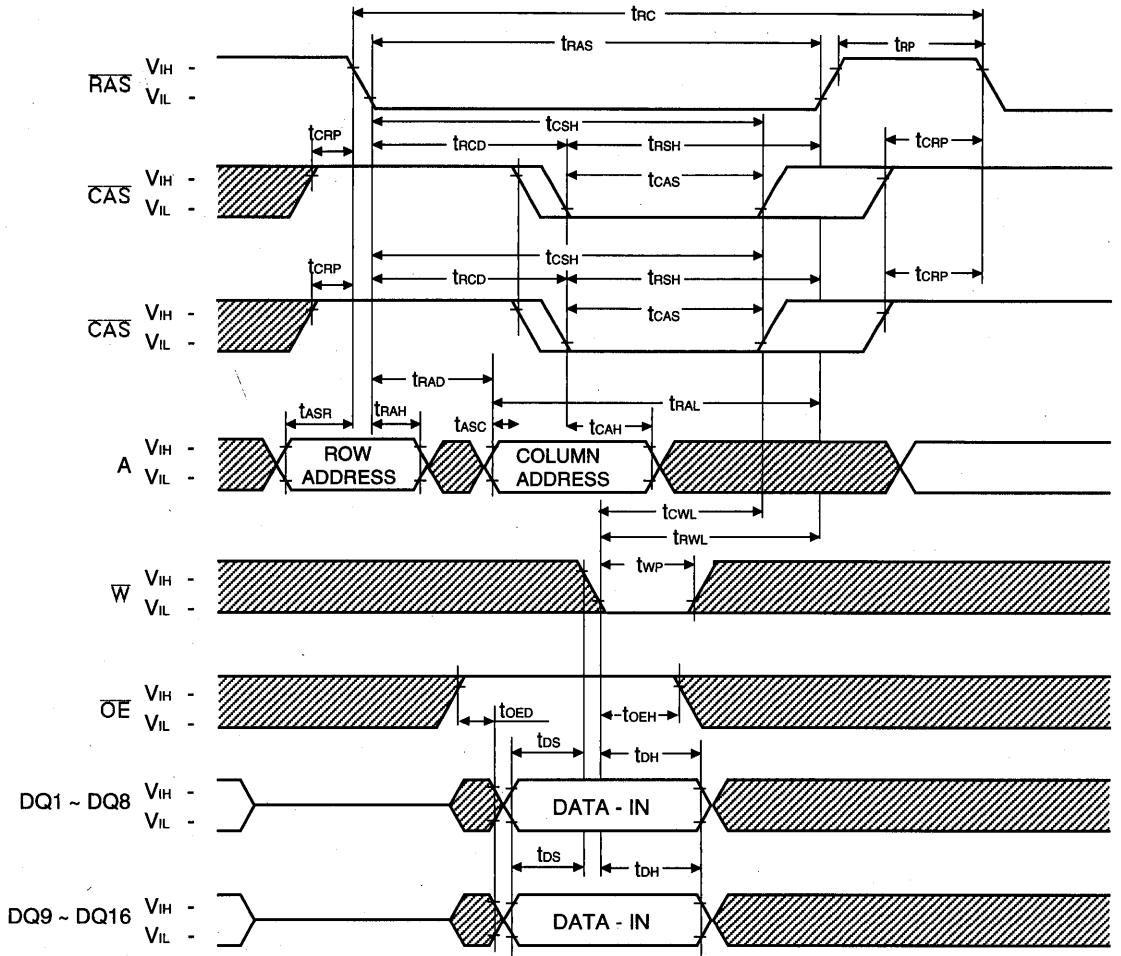 tRC
tRAS
tRP
RAS
VIH -
VIL -
tCSH
tCRP
tRCD
tRSH
tCRP
CAS
VIH -
VIL -
tCAS
tCSH
tCRP
tRCD
tRSH
tCRP
CAS
VIH -
VIL -
tCAS
tRAD
tRAL
tASR
tRAH
tASC
tCAH
A
VIH -
VIL -
ROW
ADDRESS
COLUMN
ADDRESS
tCWL
tRWL
tWP
W
VIH -
VIL -
OE
VIH -
VIL -
tOED
tOEH
tDS
tDH
DQ1 ~ DQ8
VIH -
VIL -
DATA - IN
tDS
tDH
DQ9 ~ DQ16
VIH -
VIL -
DATA - IN